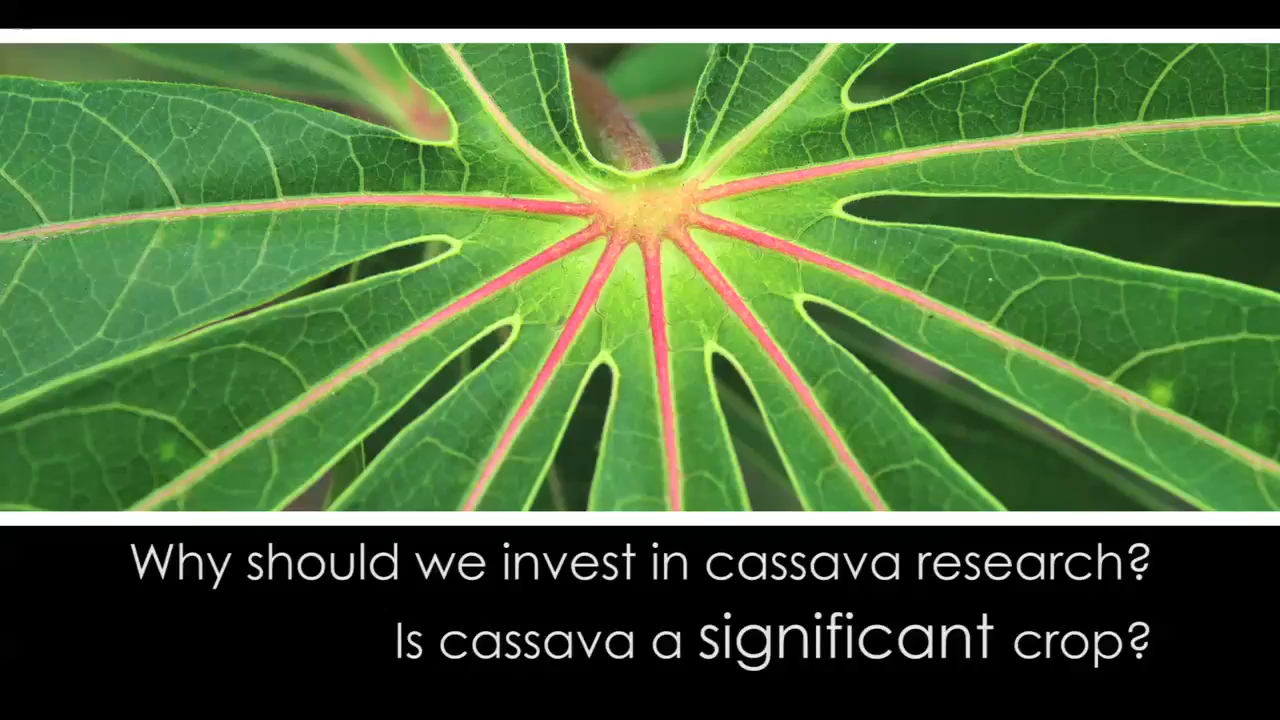 Why should we invest in cassava research?
Is cassava a significant crop?